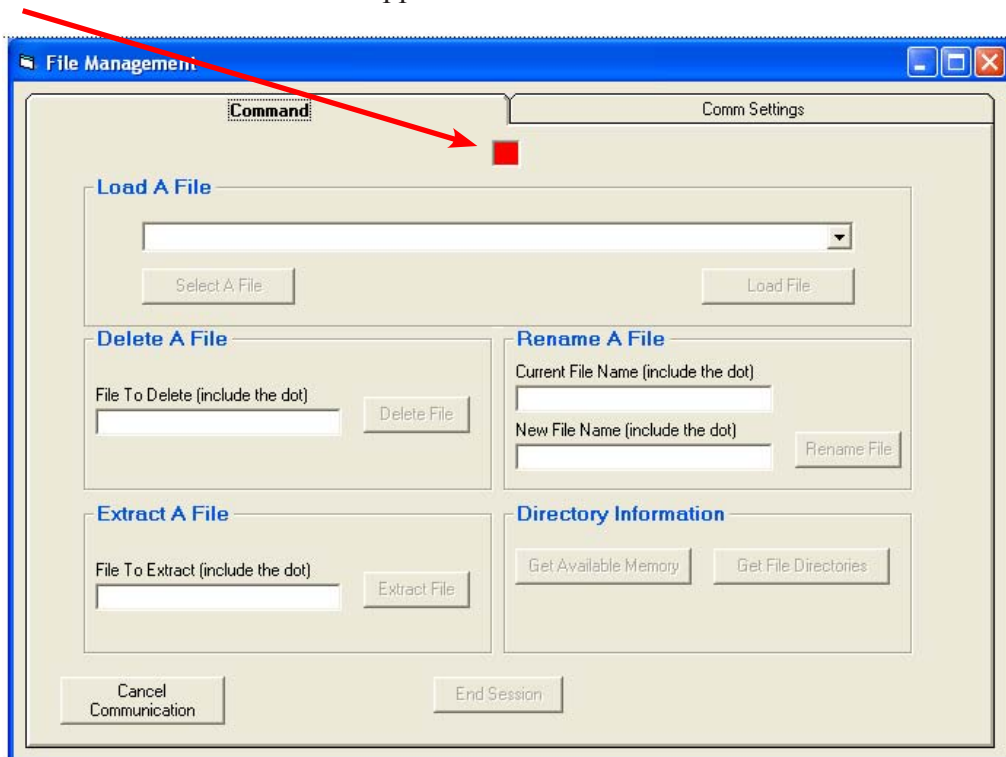 File Management
Command
Comm Settings
Load A File
Select A File
Load File
Delete A File
File To Delete (include the dot)
Delete File
Rename A File
Current File Name (include the dot)
New File Name (include the dot)
Rename File
Extract A File
File To Extract (include the dot)
Extract File
Directory Information
Get Available Memory
Get File Directories
Cancel
Communication
End Session